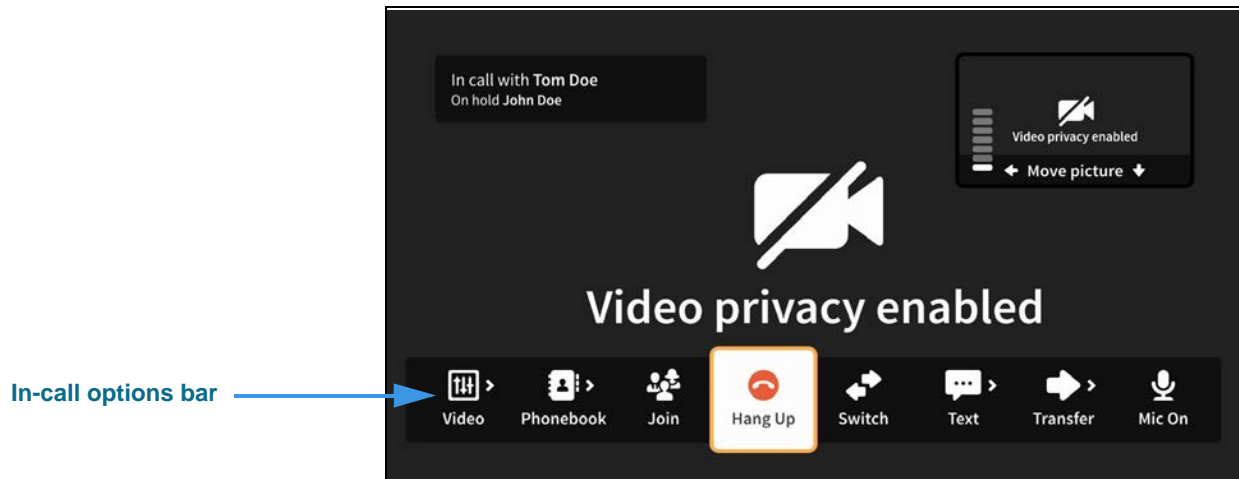 In call with Tom Doe
On hold John Doe
Video privacy enabled
Move picture
Video privacy enabled
In-call options bar
Video
Phonebook
Join
Hang Up
Switch
Text
Transfer
Mic On